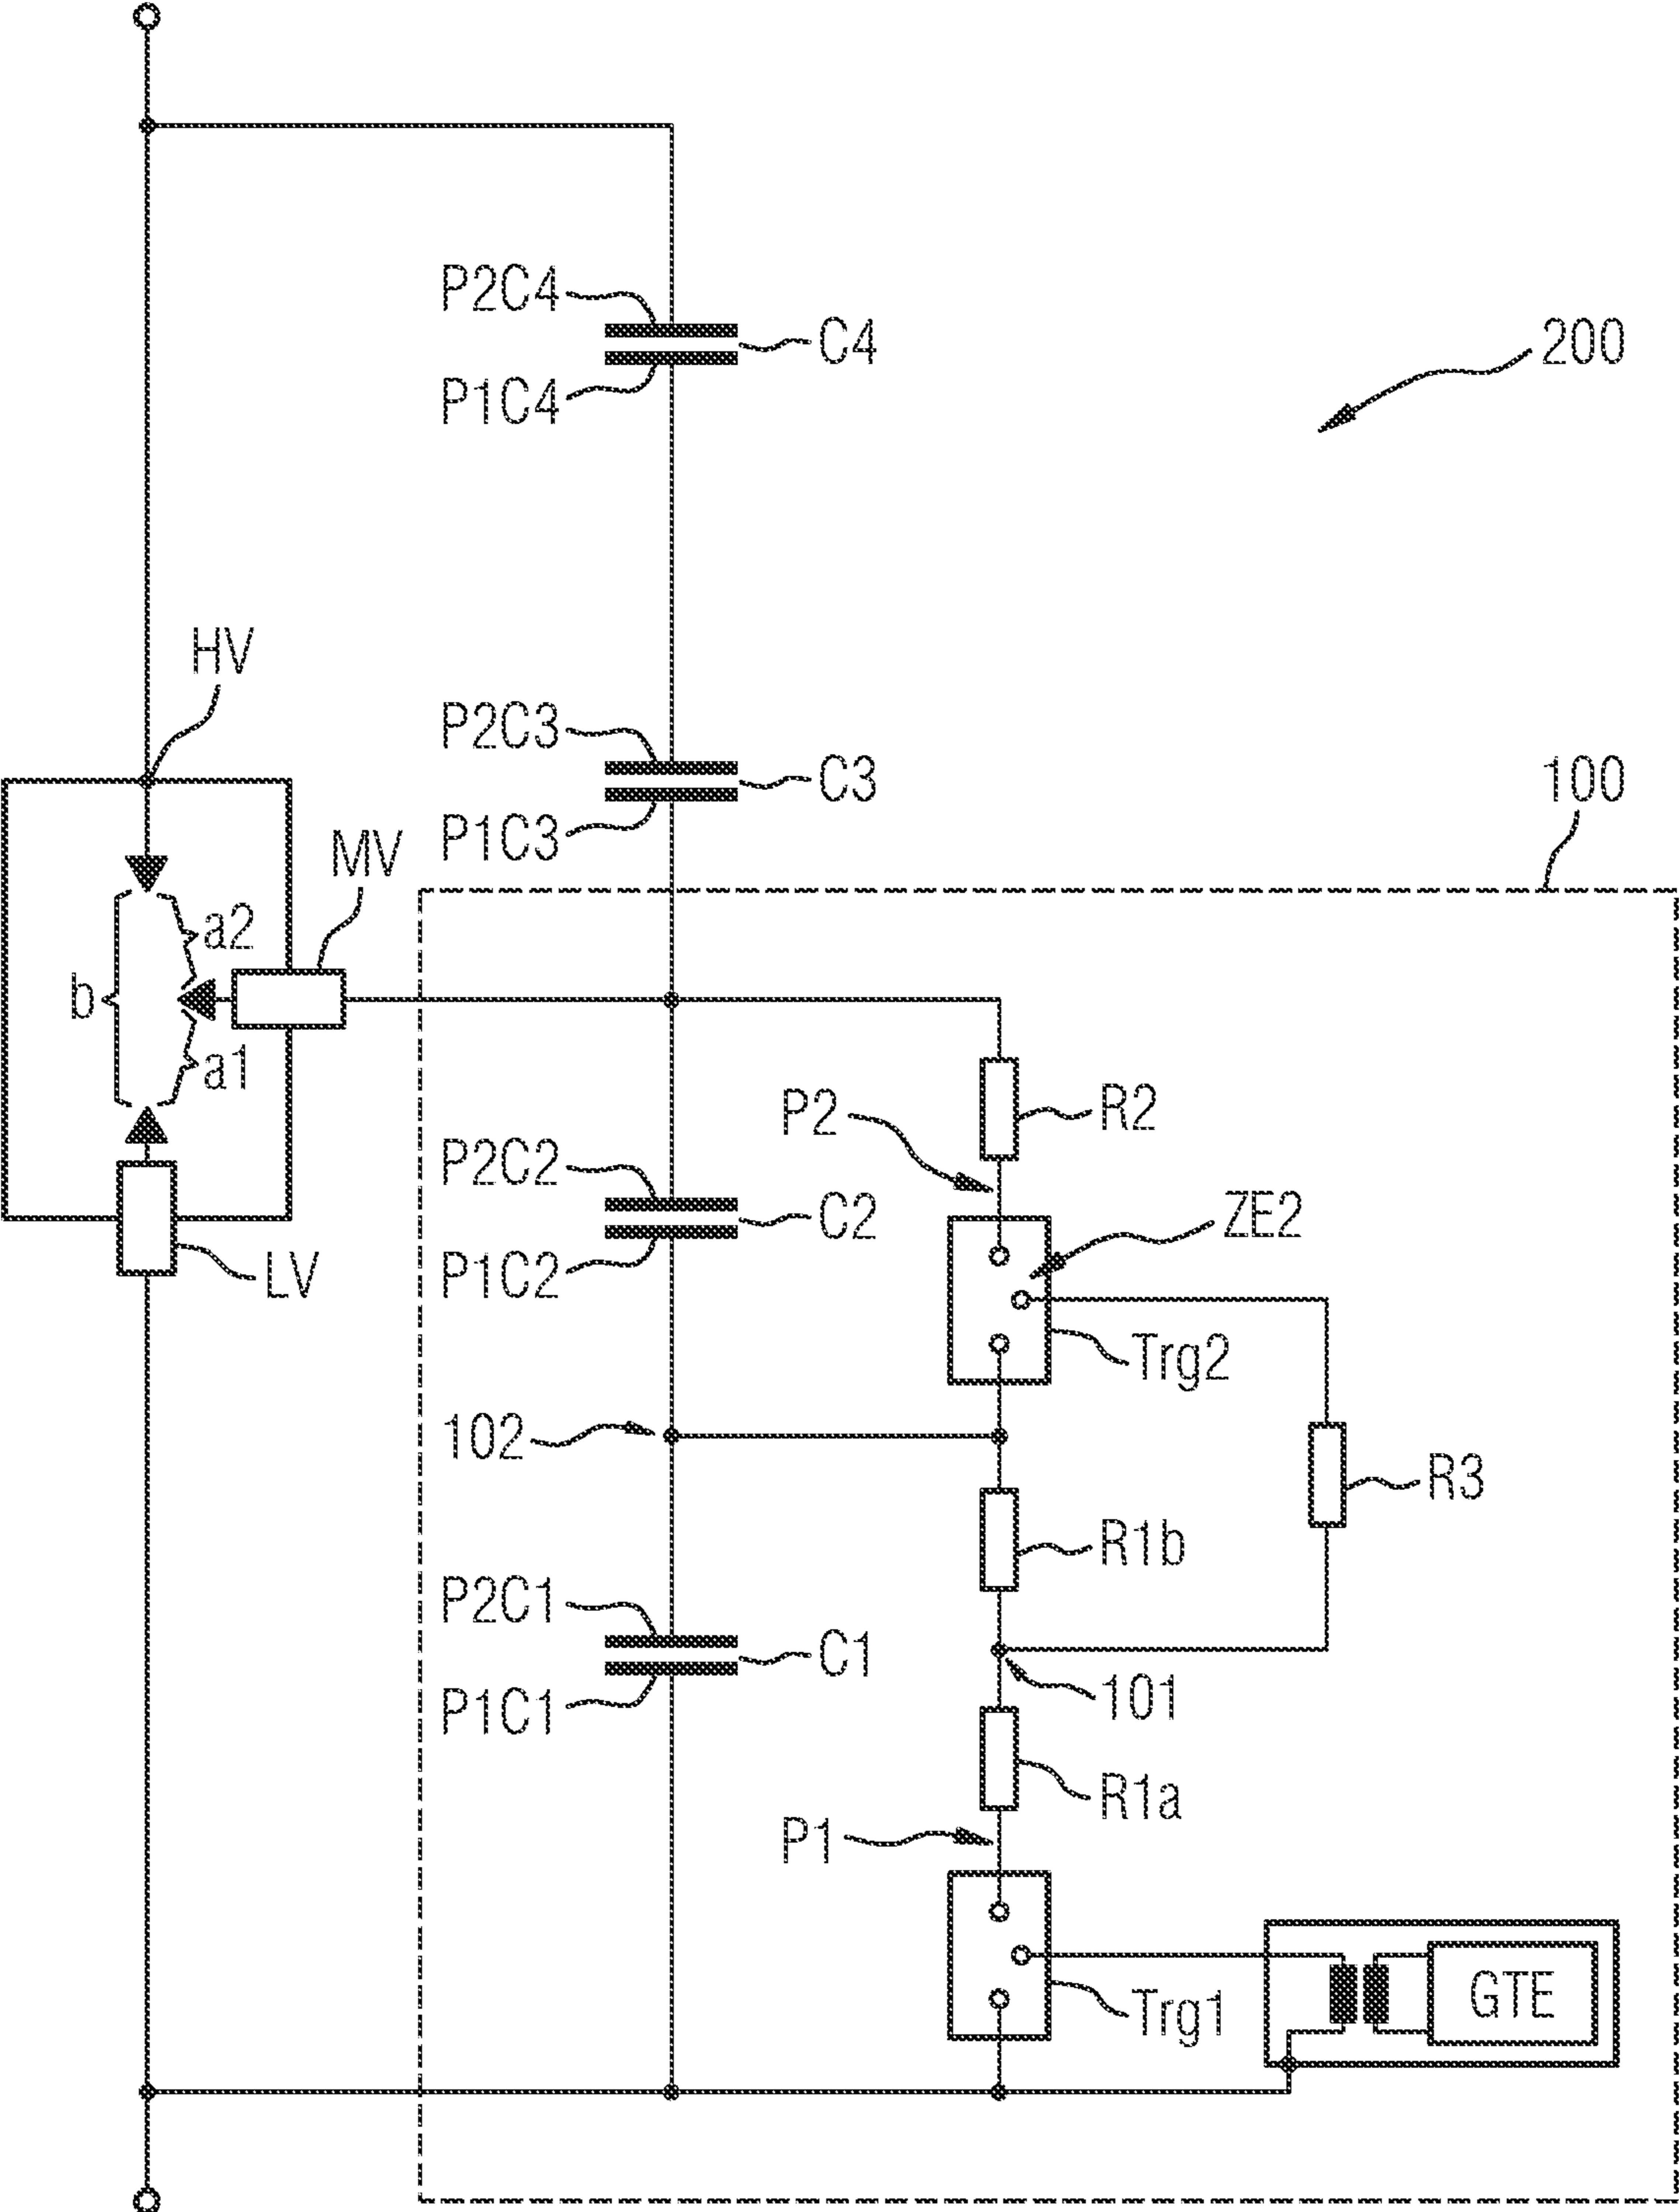 P2C4
C4
200
P1C4
HV
P2C3
C3
100
P1C3
MV
a2
b
a1
R2
P2
P2C2
C2
ZE2
P1C2
LV
Trg2
102
R3
R1b
P2C1
C1
101
P1C1
R1a
P1
GTE
Trg1